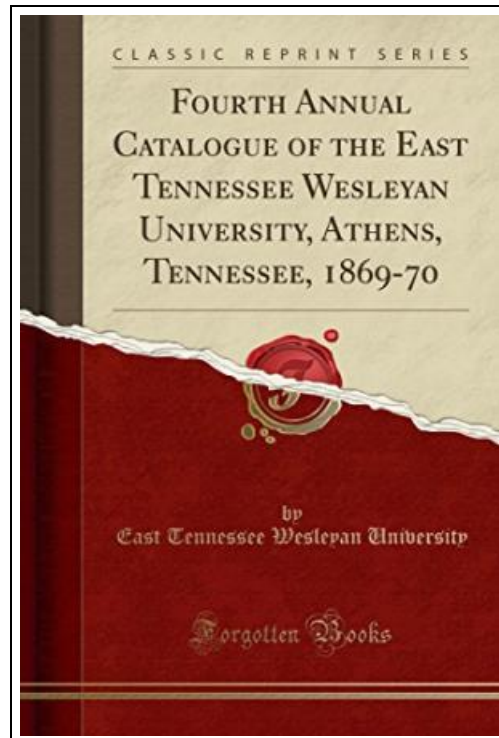 CLASSIC REPRINT SERIES
FOURTH ANNUAL
CATALOGUE OF THE EAST
TENNESSEE WESLEYAN
UNIVERSITY, ATHENS,
TENNESSEE, 1869-70
by
East Tennessee Wesleyan University
Forgotten Books